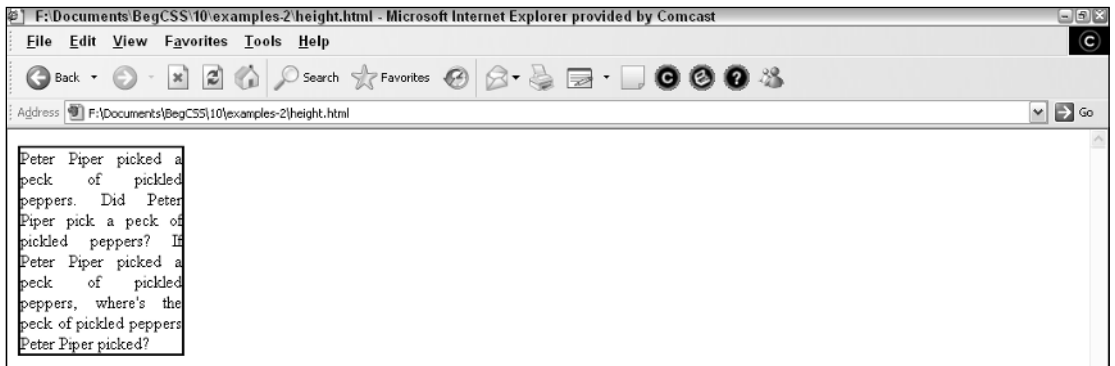 F:\Documents\BegCSS\10\examples-2\height.html - Microsoft Internet Explorer provided by Comcast
File Edit View Favorites Tools Help
Back Search Favorites
Address F:\Documents\BegCSS\10\examples-2\height.html Go
Peter Piper picked a
peck of pickled
peppers. Did Peter
Piper pick a peck of
pickled peppers? If
Peter Piper picked a
peck of pickled
peppers, where's the
peck of pickled peppers
Peter Piper picked?